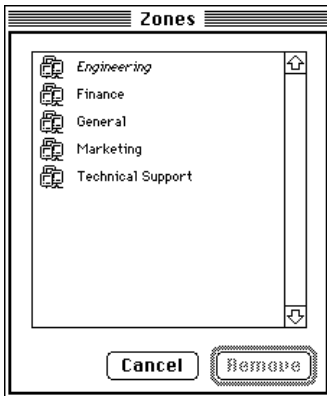 Zones
Engineering
Finance
General
Marketing
Technical Support
Cancel
Remove